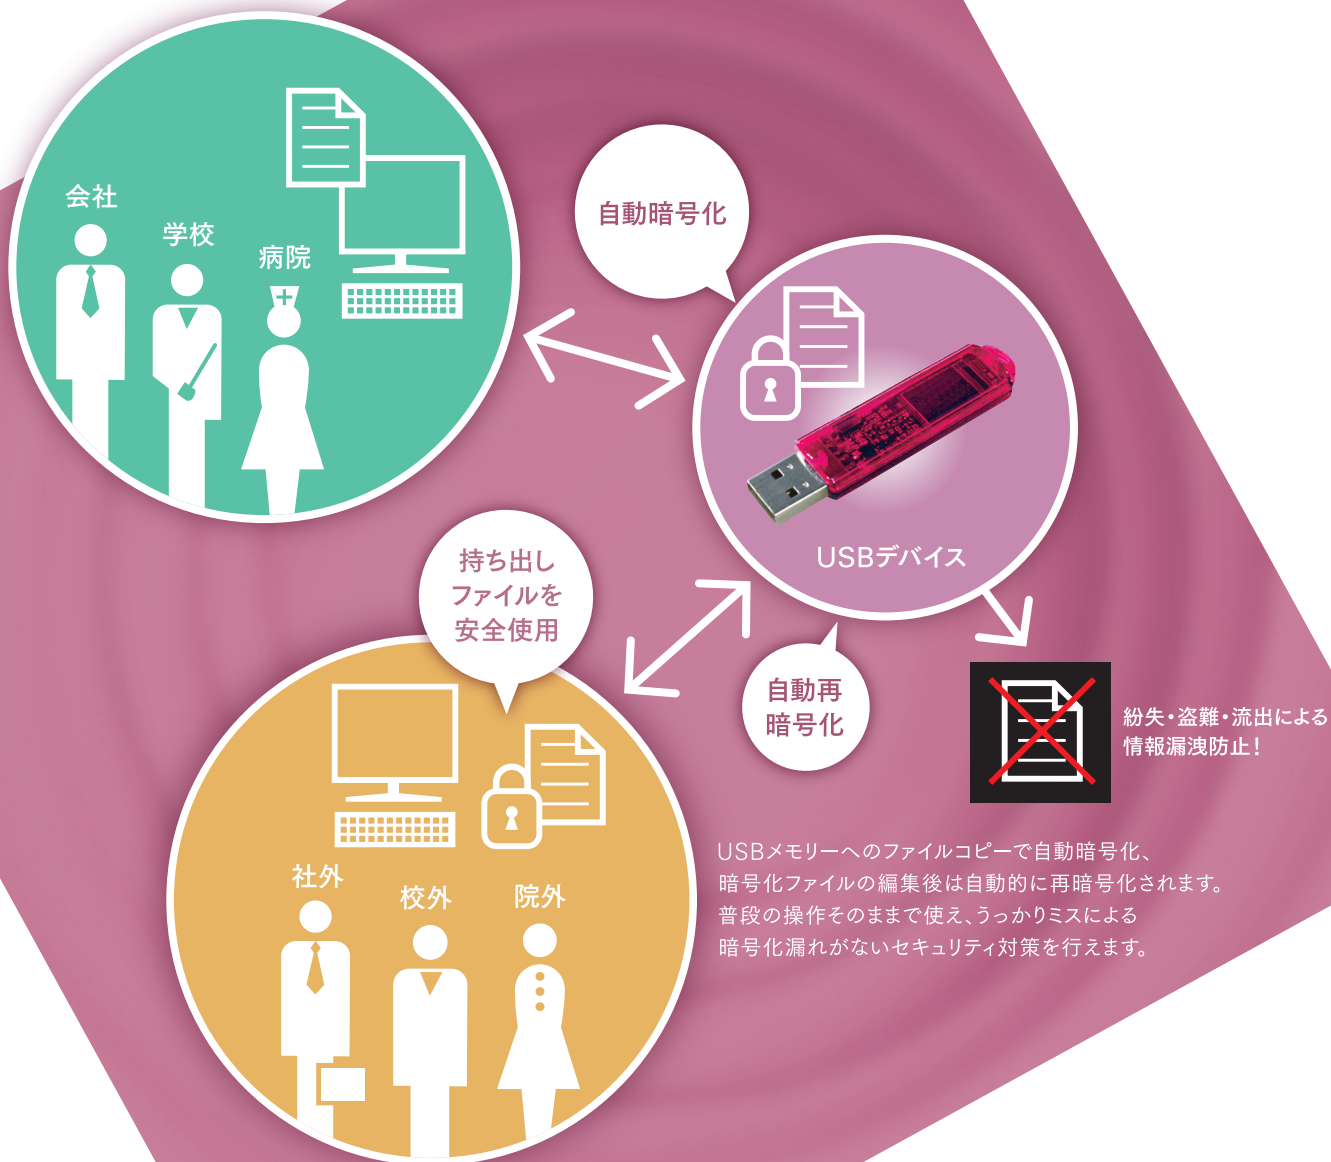 会社
学校
病院
自動暗号化
USBデバイス
持ち出し
ファイルを
安全使用
自動再
暗号化
紛失・盗難・流出による
情報漏洩防止！
社外
校外
院外
USBメモリーへのファイルコピーで自動暗号化、
暗号化ファイルの編集後は自動的に再暗号化されます。
普段の操作そのままで使え、うっかりミスによる
暗号化漏れがないセキュリティ対策を行えます。